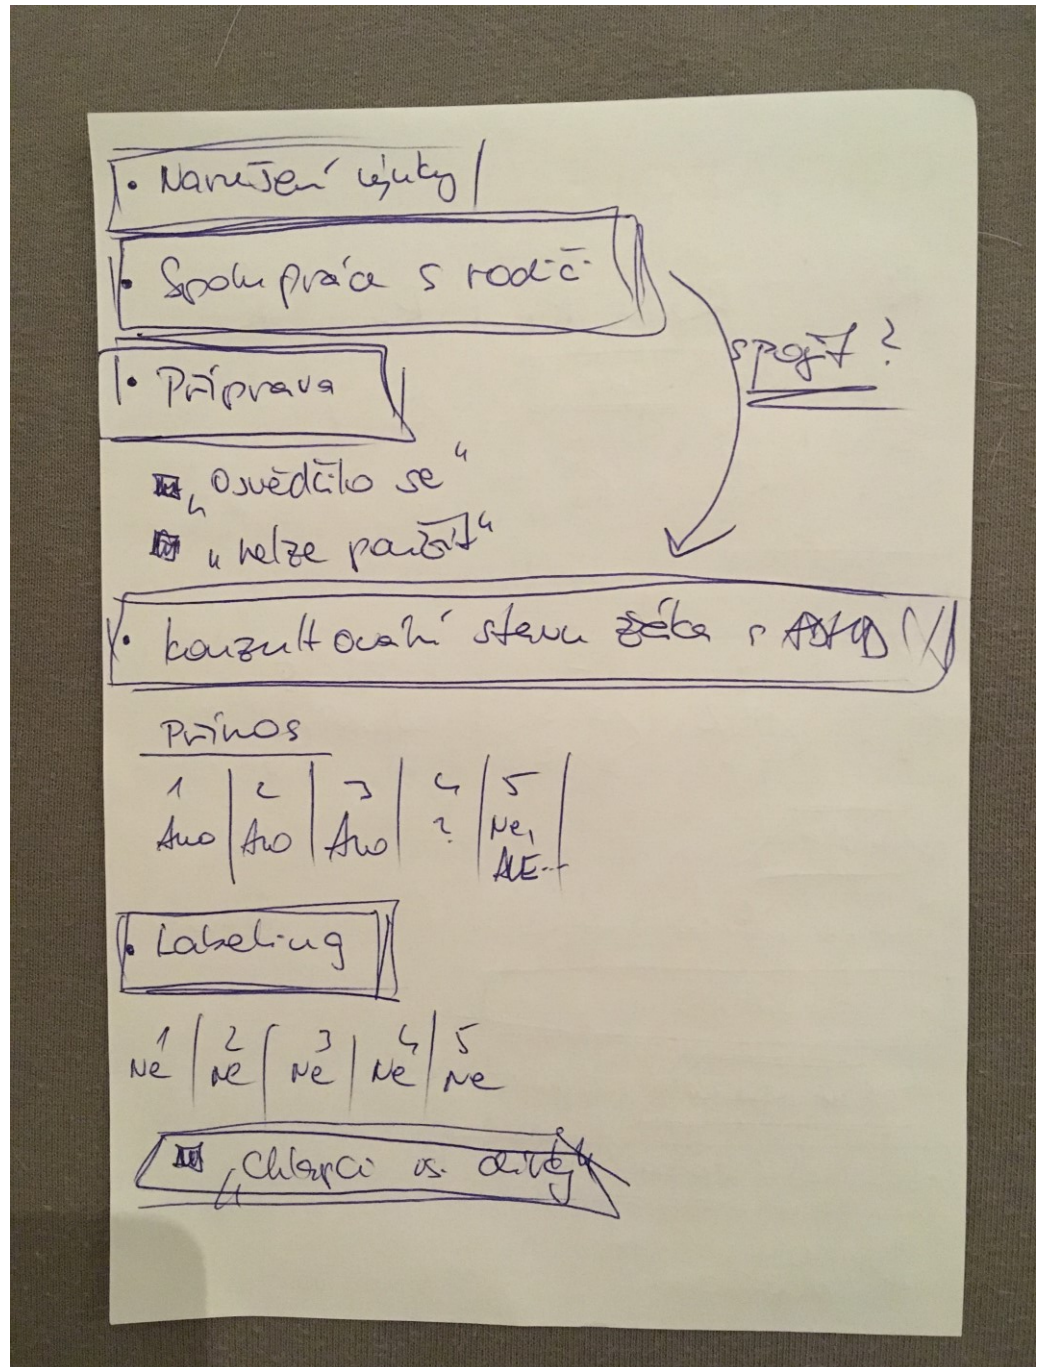 • Narušení výuky
• Spolupráce s rodič
spojit?
• Příprava
„Osvědčilo se“
„nelze použít“
• konzultování stavu žáka s ADHD
Přínos
1 | 2 | 3 | 4 | 5
Ano | Ano | Ano | ? | Ne,
ALE...
• Labeling
1 | 2 | 3 | 4 | 5
Ne | Ne | Ne | Ne | Ne
„Chlapci vs. dívky“